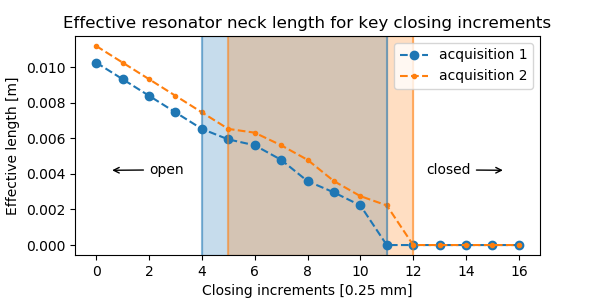 Effective resonator neck length for key closing increments
acquisition 1
acquisition 2
open
closed
Effective length [m]
0.010
0.008
0.006
0.004
0.002
0.000
0 2 4 6 8 10 12 14 16
Closing increments [0.25 mm]